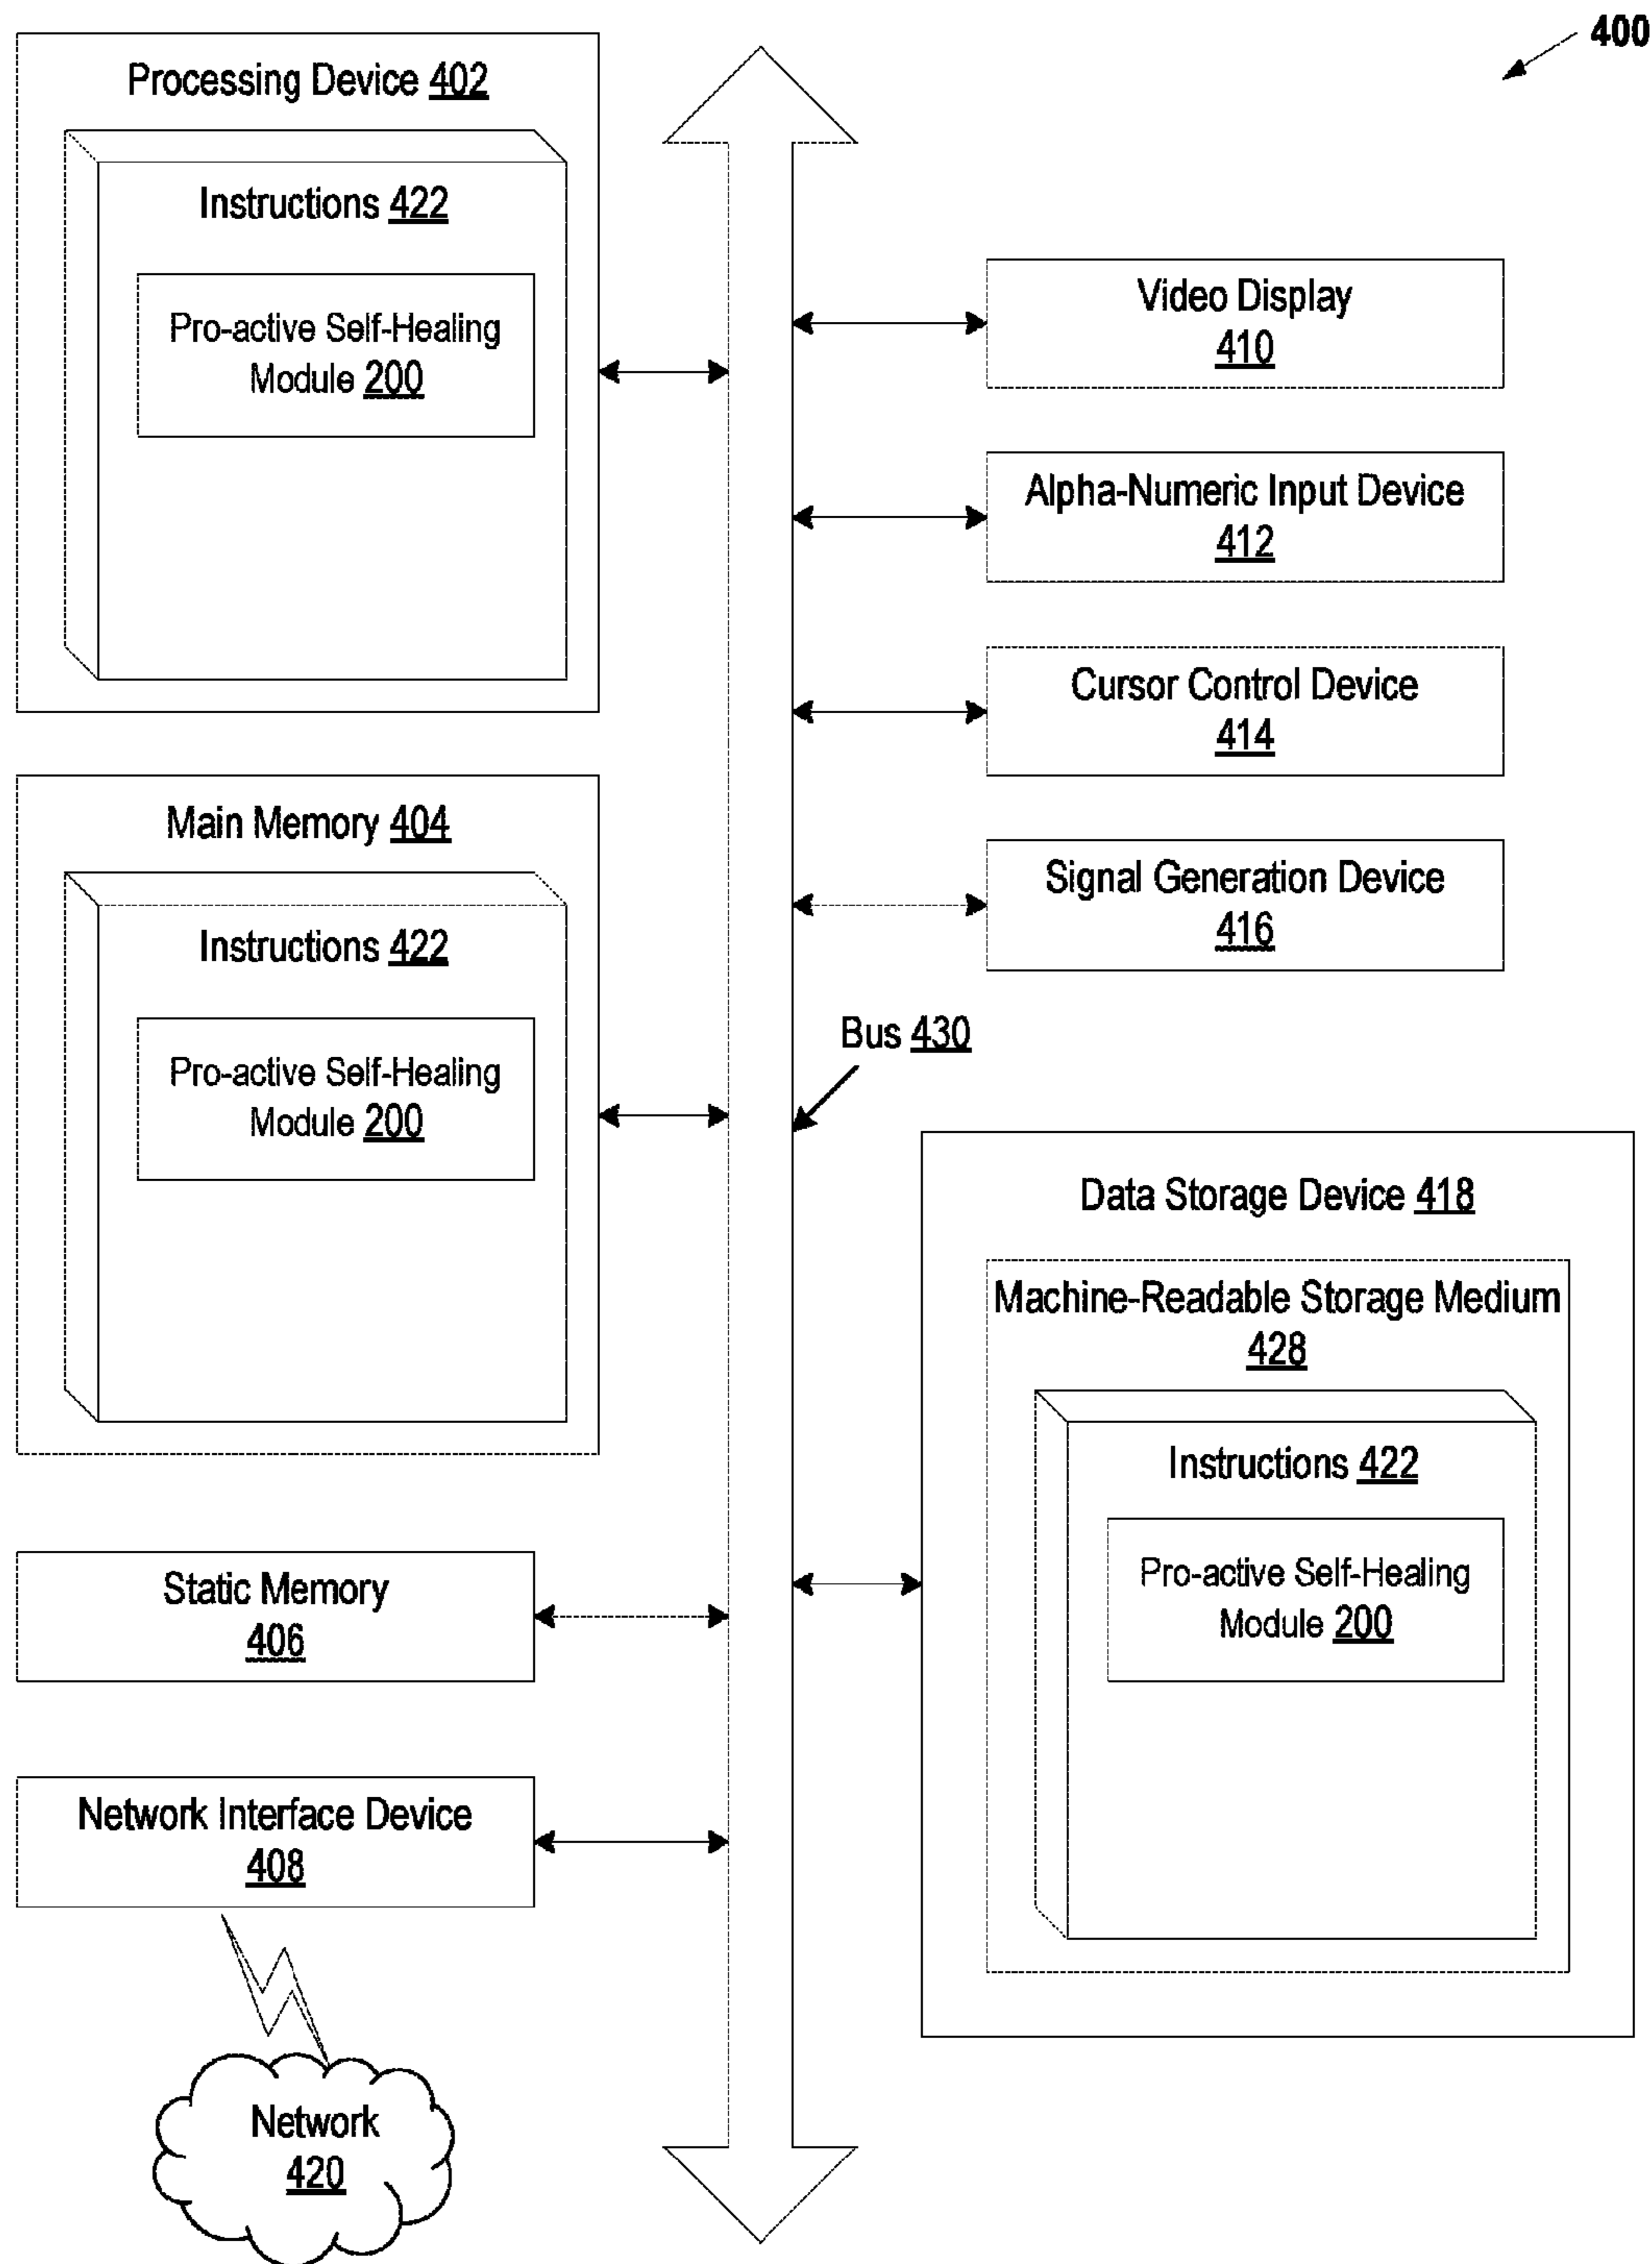 400
Processing Device 402
Instructions 422
Pro-active Self-Healing
Module 200
Main Memory 404
Instructions 422
Pro-active Self-Healing
Module 200
Static Memory
406
Network Interface Device
408
Network
420
Video Display
410
Alpha-Numeric Input Device
412
Cursor Control Device
414
Signal Generation Device
416
Bus 430
Data Storage Device 418
Machine-Readable Storage Medium
428
Instructions 422
Pro-active Self-Healing
Module 200